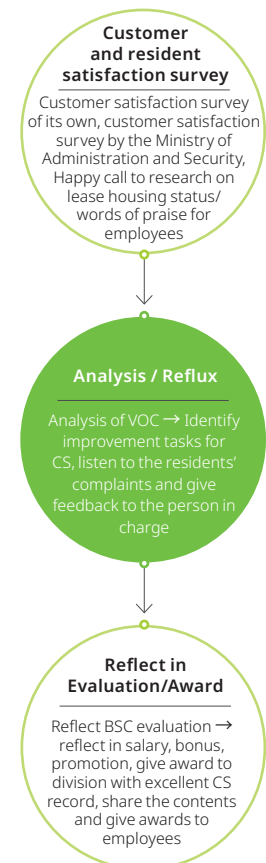 Customer
and resident
satisfaction survey
Customer satisfaction survey
of its own, customer satisfaction
survey by the Ministry of
Administration and Security,
Happy call to research on
lease housing status/
words of praise for
employees
Analysis / Reflux
Analysis of VOC → Identify
improvement tasks for
CS, listen to the residents’
complaints and give
feedback to the person in
charge
Reflect in
Evaluation/Award
Reflect BSC evaluation →
reflect in salary, bonus,
promotion, give award to
division with excellent CS
record, share the contents
and give awards to
employees